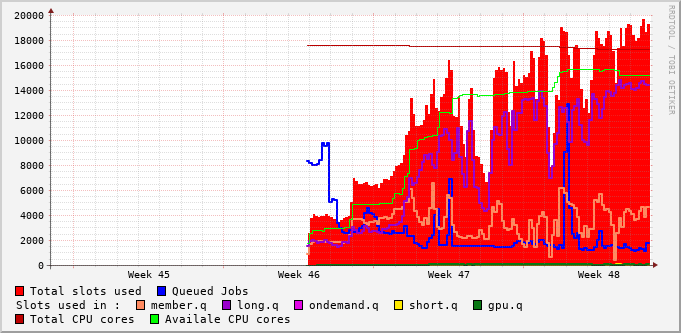 20000
18000
16000
14000
12000
10000
8000
6000
4000
2000
0
Week 45 Week 46 Week 47 Week 48
RRDTOOL / TOBI OETIKER
Total slots used Queued Jobs
Slots used in : member.q long.q ondemand.q short.q gpu.q
Total CPU cores Availale CPU cores